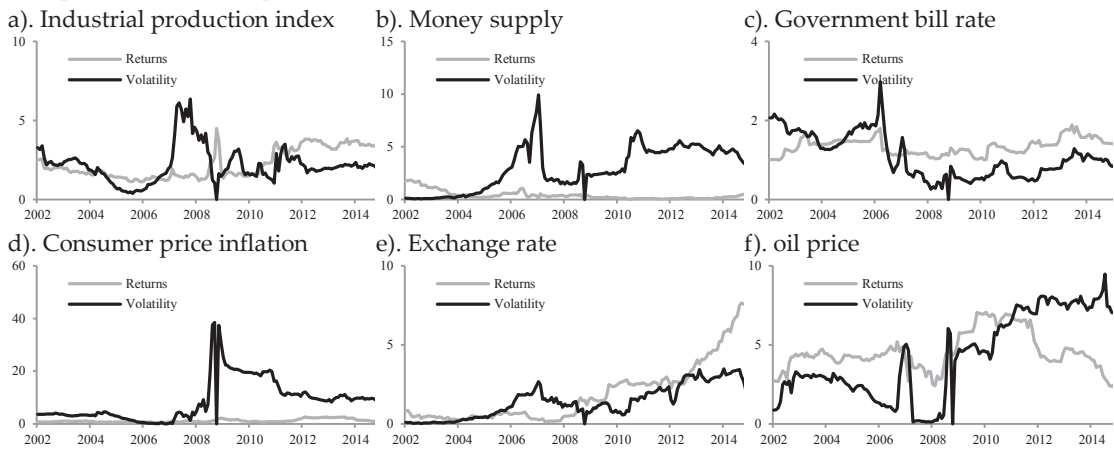 a). Industrial production index
10
5
0
Returns
Volatility
2002 2004 2006 2008 2010 2012 2014
b). Money supply
15
10
5
0
Returns
Volatility
2002 2004 2006 2008 2010 2012 2014
c). Government bill rate
4
2
0
Returns
Volatility
2002 2004 2006 2008 2010 2012 2014
d). Consumer price inflation
60
40
20
0
Returns
Volatility
2002 2004 2006 2008 2010 2012 2014
e). Exchange rate
10
5
0
Returns
Volatility
2002 2004 2006 2008 2010 2012 2014
f). oil price
10
5
0
Returns
Volatility
2002 2004 2006 2008 2010 2012 2014